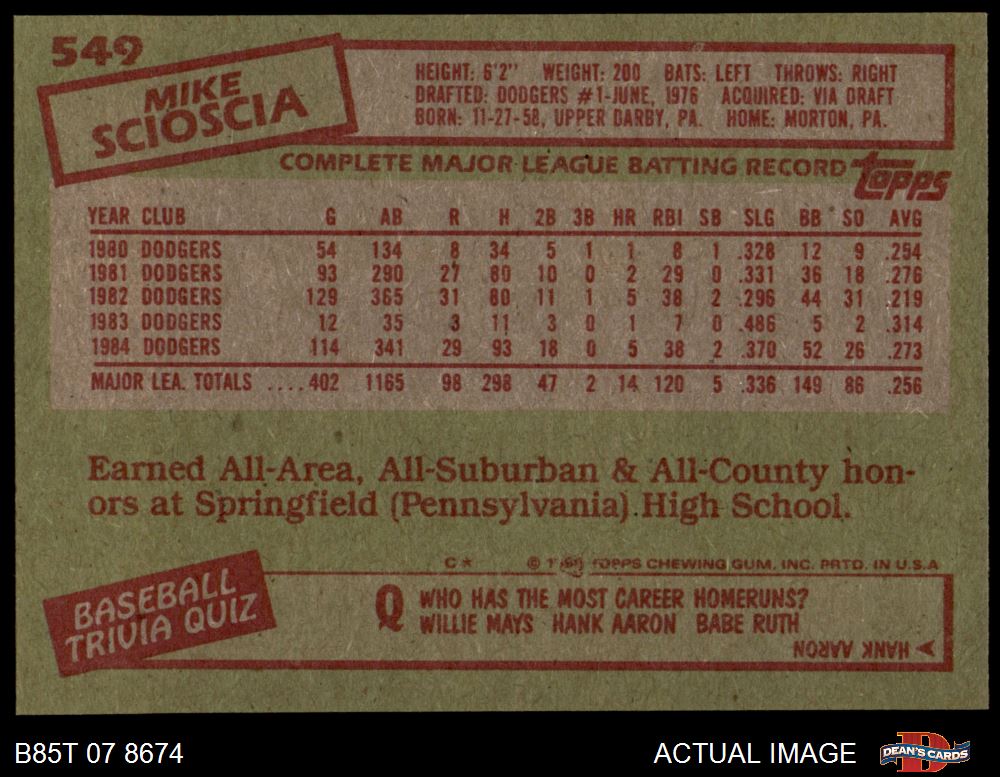 549
MIKE
SCIOSCIA
HEIGHT: 6'2" WEIGHT: 200 BATS: LEFT THROWS: RIGHT
DRAFTED: DODGERS #1-JUNE, 1976 ACQUIRED: VIA DRAFT
BORN: 11-27-58, UPPER DARBY, PA. HOME: MORTON, PA.
COMPLETE MAJOR LEAGUE BATTING RECORD topps
YEAR CLUB G AB R H 2B 3B HR RBI SB SLG BB SO AVG
1980 DODGERS 54 134 8 34 5 1 1 8 1 .328 12 9 .254
1981 DODGERS 93 290 27 80 10 0 2 29 0 .331 36 18 .276
1982 DODGERS 129 365 31 80 11 1 5 38 2 .296 44 31 .219
1983 DODGERS 12 35 3 11 3 0 1 7 0 .486 5 2 .314
1984 DODGERS 114 341 29 93 18 0 5 38 2 .370 52 26 .273
MAJOR LEA. TOTALS ....402 1165 98 298 47 2 14 120 5 .336 149 86 .256
Earned All-Area, All-Suburban & All-County hon-
ors at Springfield (Pennsylvania) High School.
C* © TOPPS CHEWING GUM, INC. PRTD. IN U.S.A
BASEBALL
TRIVIA QUIZ
Q WHO HAS THE MOST CAREER HOMERUNS?
WILLIE MAYS HANK AARON BABE RUTH
HANK AARON
B85T 07 8674
ACTUAL IMAGE
D
DEAN'S CARDS